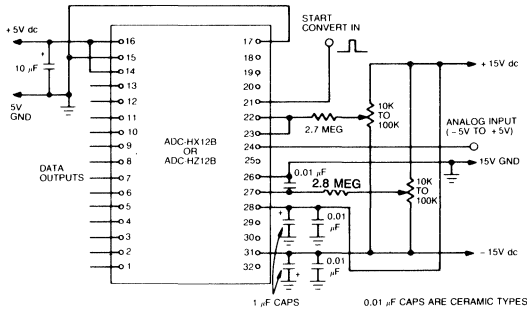 + 5V dc
+
10 µF
5V
GND
DATA
OUTPUTS
16
15
14
13
12
11
10
9
8
7
6
5
4
3
2
1
ADC-HX12B
OR
ADC-HZ12B
17
18
19
20
21
22
23
24
25
26
27
28
29
30
31
32
START
CONVERT IN
2.7 MEG
10K
TO
100K
+ 15V dc
ANALOG INPUT
( –5V TO +5V)
0.01 µF
2.8 MEG
15V GND
10K
TO
100K
+
0.01
µF
– 15V dc
+
0.01
µF
1 µF CAPS
0.01 µF CAPS ARE CERAMIC TYPES